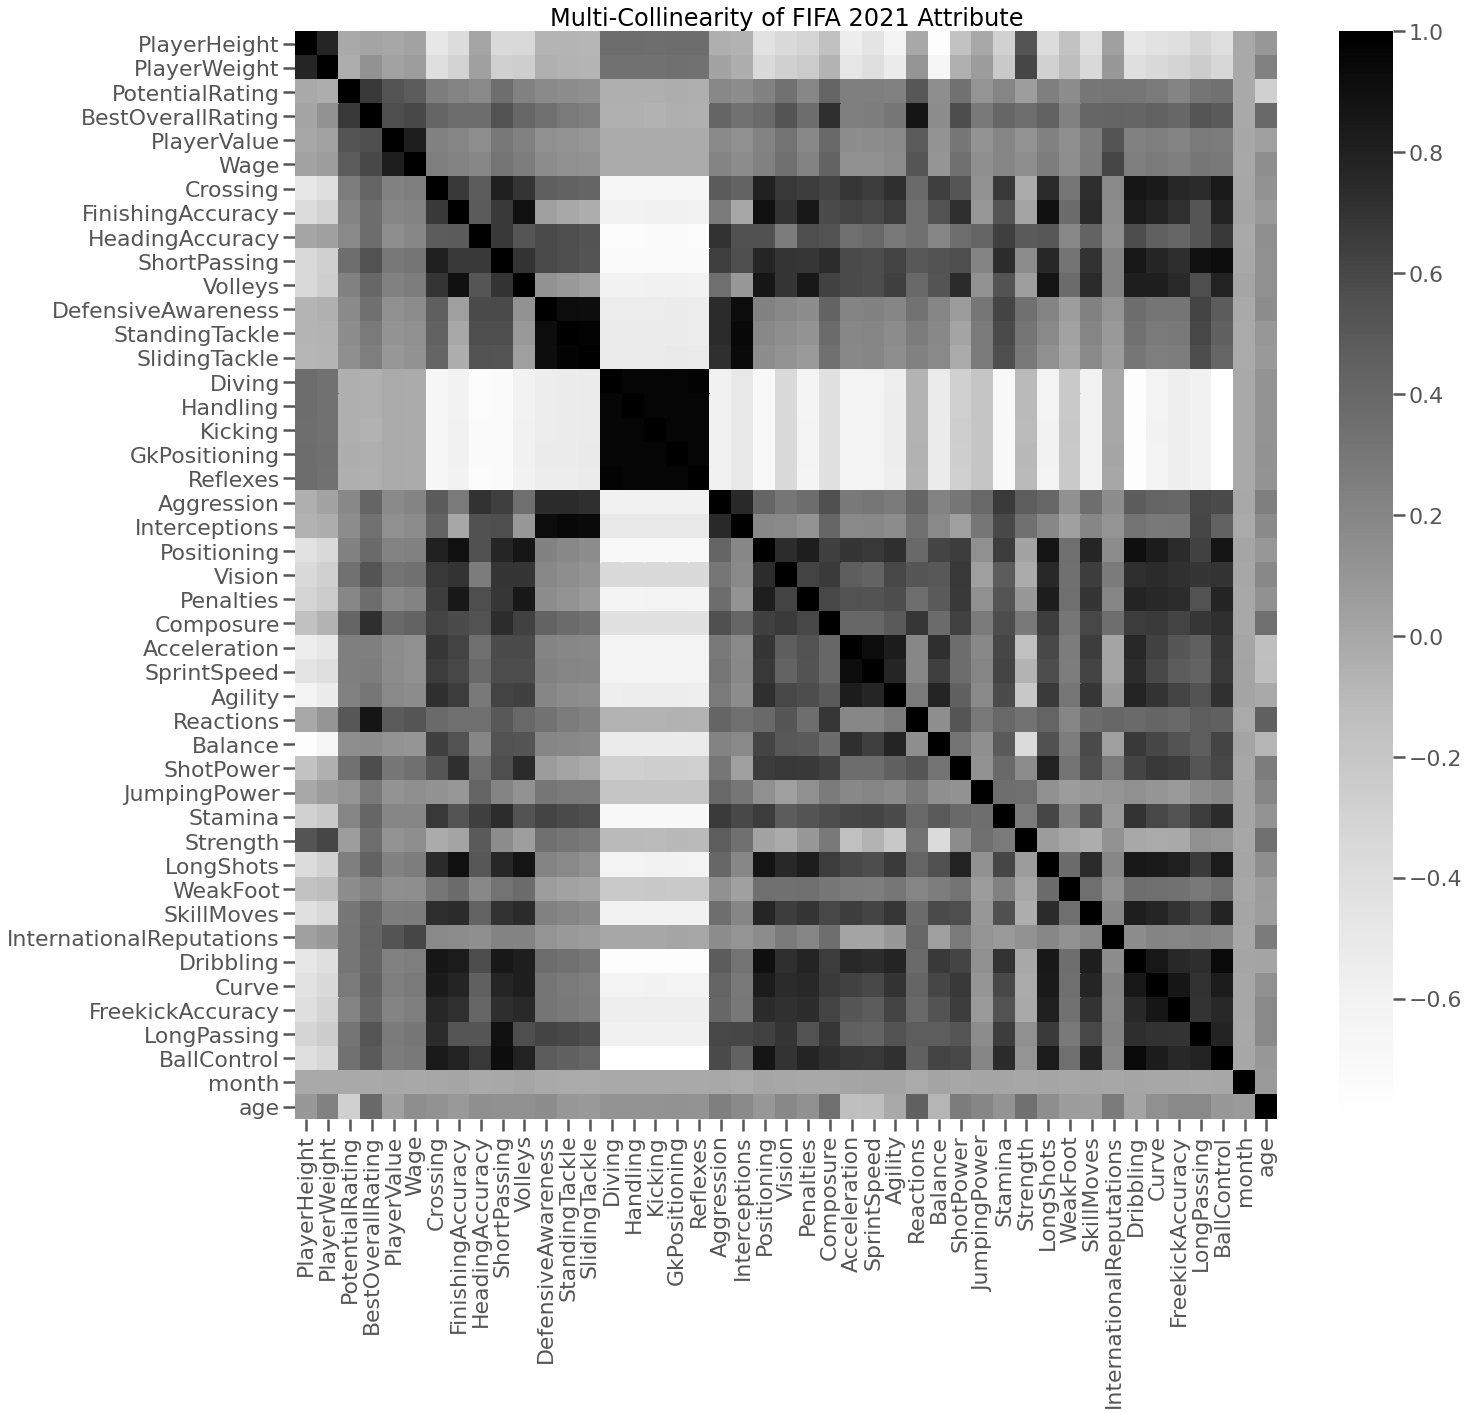 Multi-Collinearity of FIFA 2021 Attribute
PlayerHeight
PlayerWeight
PotentialRating
BestOverallRating
PlayerValue
Wage
Crossing
FinishingAccuracy
HeadingAccuracy
ShortPassing
Volleys
DefensiveAwareness
StandingTackle
SlidingTackle
Diving
Handling
Kicking
GkPositioning
Reflexes
Aggression
Interceptions
Positioning
Vision
Penalties
Composure
Acceleration
SprintSpeed
Agility
Reactions
Balance
ShotPower
JumpingPower
Stamina
Strength
LongShots
WeakFoot
SkillMoves
InternationalReputations
Dribbling
Curve
FreekickAccuracy
LongPassing
BallControl
month
age
PlayerHeight
PlayerWeight
PotentialRating
BestOverallRating
PlayerValue
Wage
Crossing
FinishingAccuracy
HeadingAccuracy
ShortPassing
Volleys
DefensiveAwareness
StandingTackle
SlidingTackle
Diving
Handling
Kicking
GkPositioning
Reflexes
Aggression
Interceptions
Positioning
Vision
Penalties
Composure
Acceleration
SprintSpeed
Agility
Reactions
Balance
ShotPower
JumpingPower
Stamina
Strength
LongShots
WeakFoot
SkillMoves
InternationalReputations
Dribbling
Curve
FreekickAccuracy
LongPassing
BallControl
month
age
1.0
0.8
0.6
0.4
0.2
0.0
−0.2
−0.4
−0.6